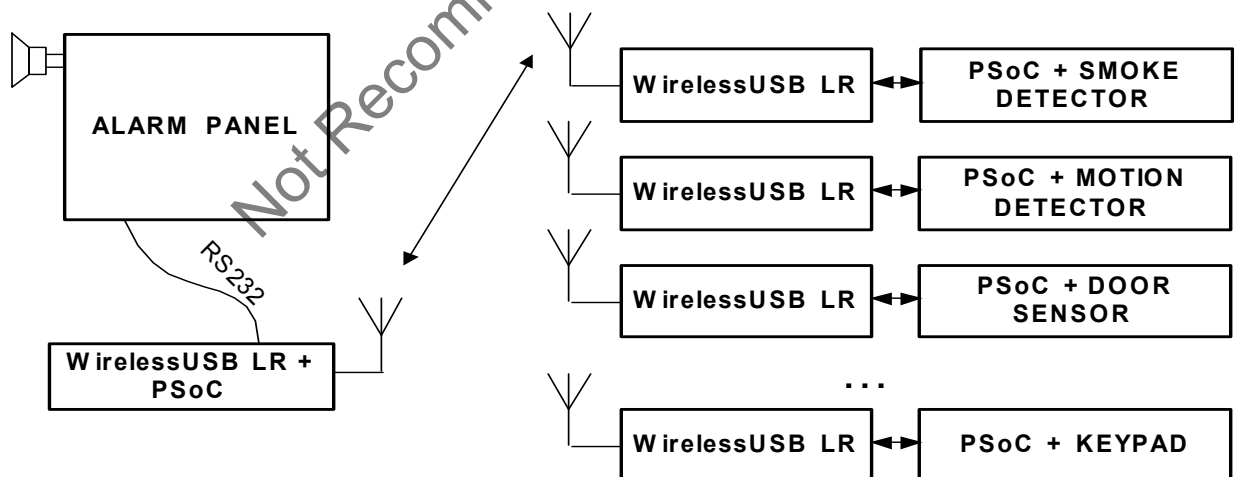 Not Recom
ALARM PANEL
RS232
WirelessUSB LR +
PSoC
WirelessUSB LR
PSoC + SMOKE
DETECTOR
WirelessUSB LR
PSoC + MOTION
DETECTOR
WirelessUSB LR
PSoC + DOOR
SENSOR
...
WirelessUSB LR
PSoC + KEYPAD